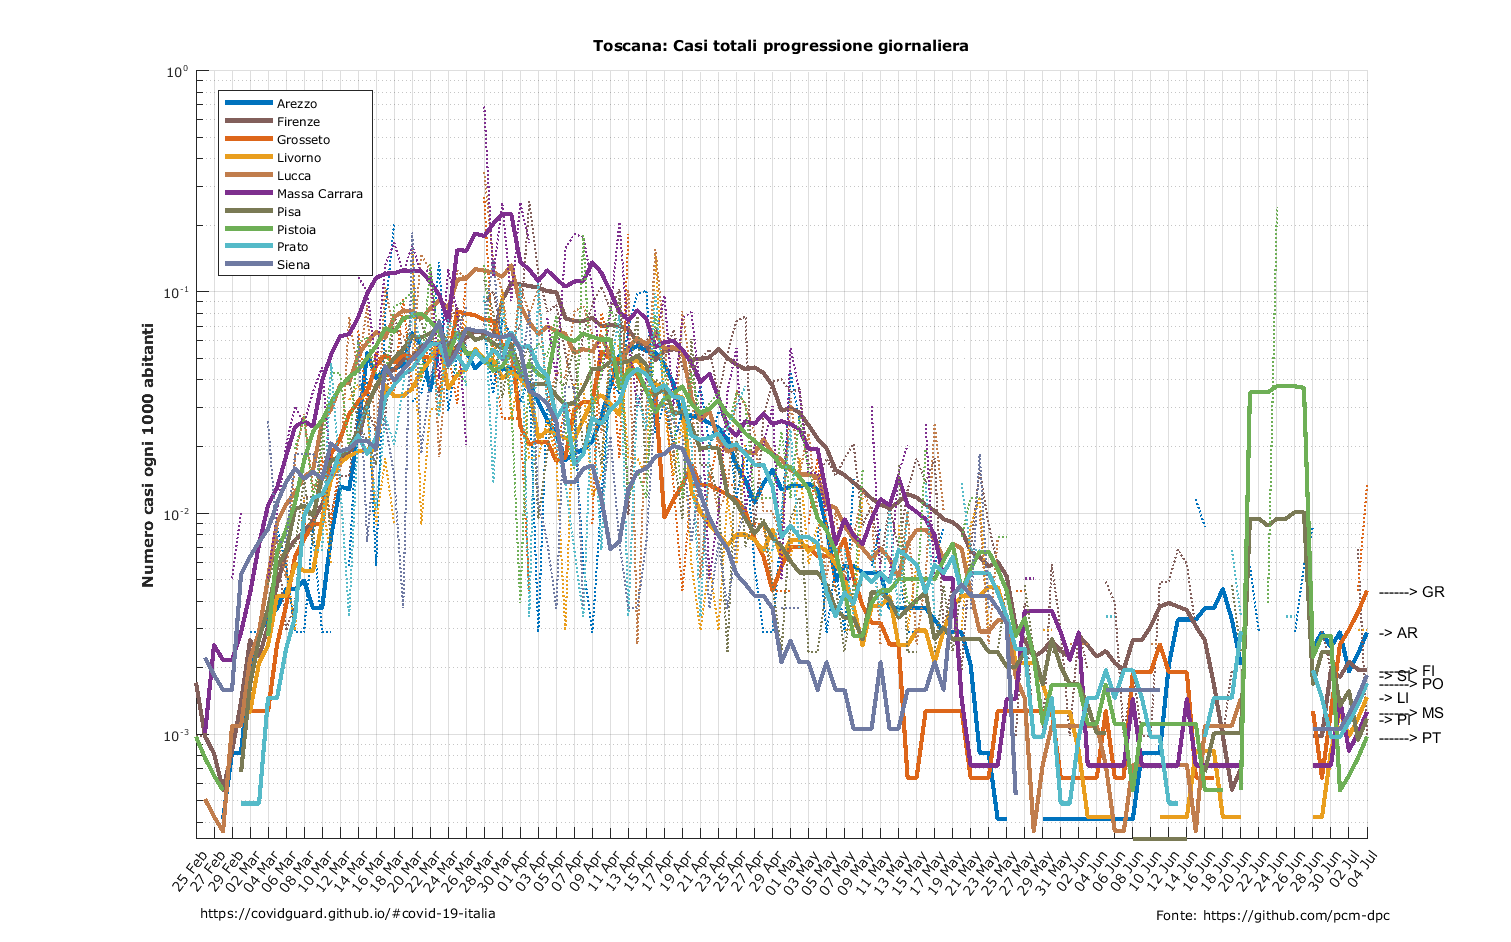 Toscana: Casi totali progressione giornaliera
Numero casi ogni 1000 abitanti
10^0
10^-1
10^-2
10^-3
Arezzo
Firenze
Grosseto
Livorno
Lucca
Massa Carrara
Pisa
Pistoia
Prato
Siena
------> GR
-> AR
------> FI
-> SI
------> PO
-> LI
------> MS
-> PI
------> PT
25 Feb
27 Feb
29 Feb
02 Mar
04 Mar
06 Mar
08 Mar
10 Mar
12 Mar
14 Mar
16 Mar
18 Mar
20 Mar
22 Mar
24 Mar
26 Mar
28 Mar
30 Mar
01 Apr
03 Apr
05 Apr
07 Apr
09 Apr
11 Apr
13 Apr
15 Apr
17 Apr
19 Apr
21 Apr
23 Apr
25 Apr
27 Apr
29 Apr
01 May
03 May
05 May
07 May
09 May
11 May
13 May
15 May
17 May
19 May
21 May
23 May
25 May
27 May
29 May
31 May
02 Jun
04 Jun
06 Jun
08 Jun
10 Jun
12 Jun
14 Jun
16 Jun
18 Jun
20 Jun
22 Jun
24 Jun
26 Jun
28 Jun
30 Jun
02 Jul
04 Jul
https://covidguard.github.io/#covid-19-italia
Fonte: https://github.com/pcm-dpc